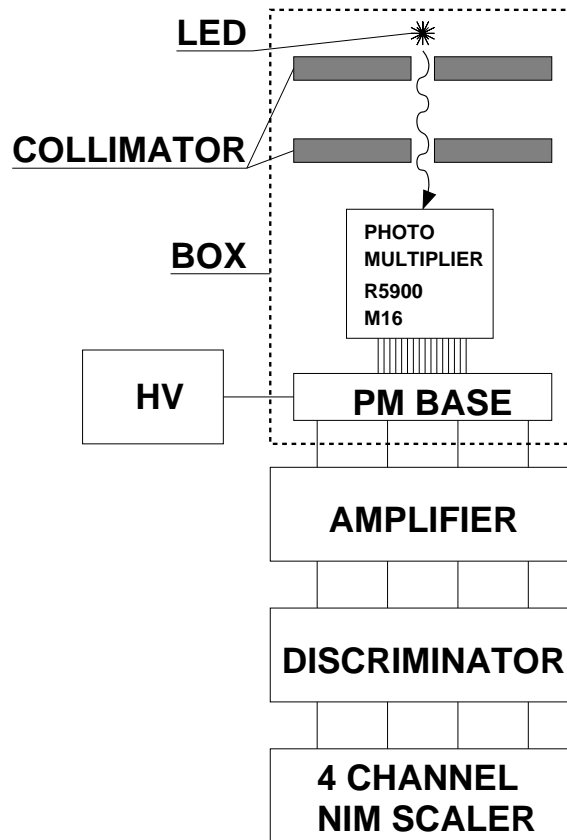 LED
COLLIMATOR
BOX
PHOTO
MULTIPLIER
R5900
M16
HV
PM BASE
AMPLIFIER
DISCRIMINATOR
4 CHANNEL
NIM SCALER